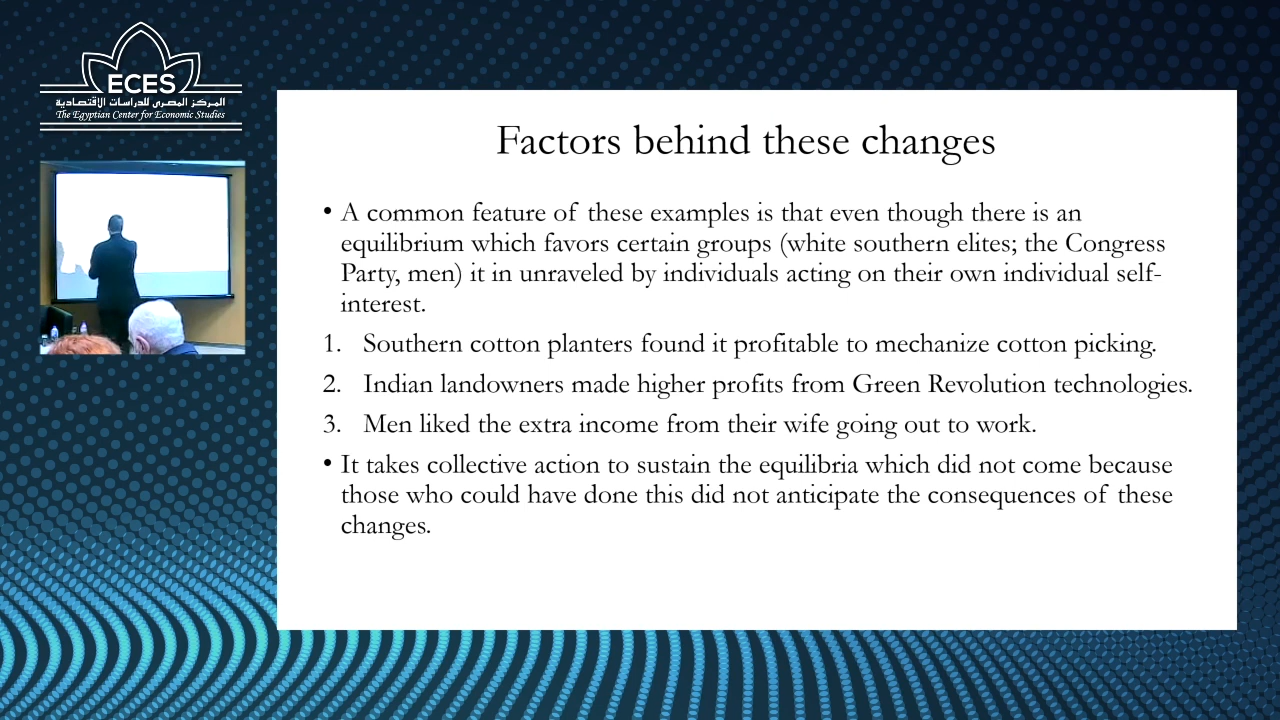 ECES
المركز المصرى للدراسات الاقتصادية
The Egyptian Center for Economic Studies
Factors behind these changes
• A common feature of these examples is that even though there is an
equilibrium which favors certain groups (white southern elites; the Congress
Party, men) it in unraveled by individuals acting on their own individual self-
interest.
1. Southern cotton planters found it profitable to mechanize cotton picking.
2. Indian landowners made higher profits from Green Revolution technologies.
3. Men liked the extra income from their wife going out to work.
• It takes collective action to sustain the equilibria which did not come because
those who could have done this did not anticipate the consequences of these
changes.